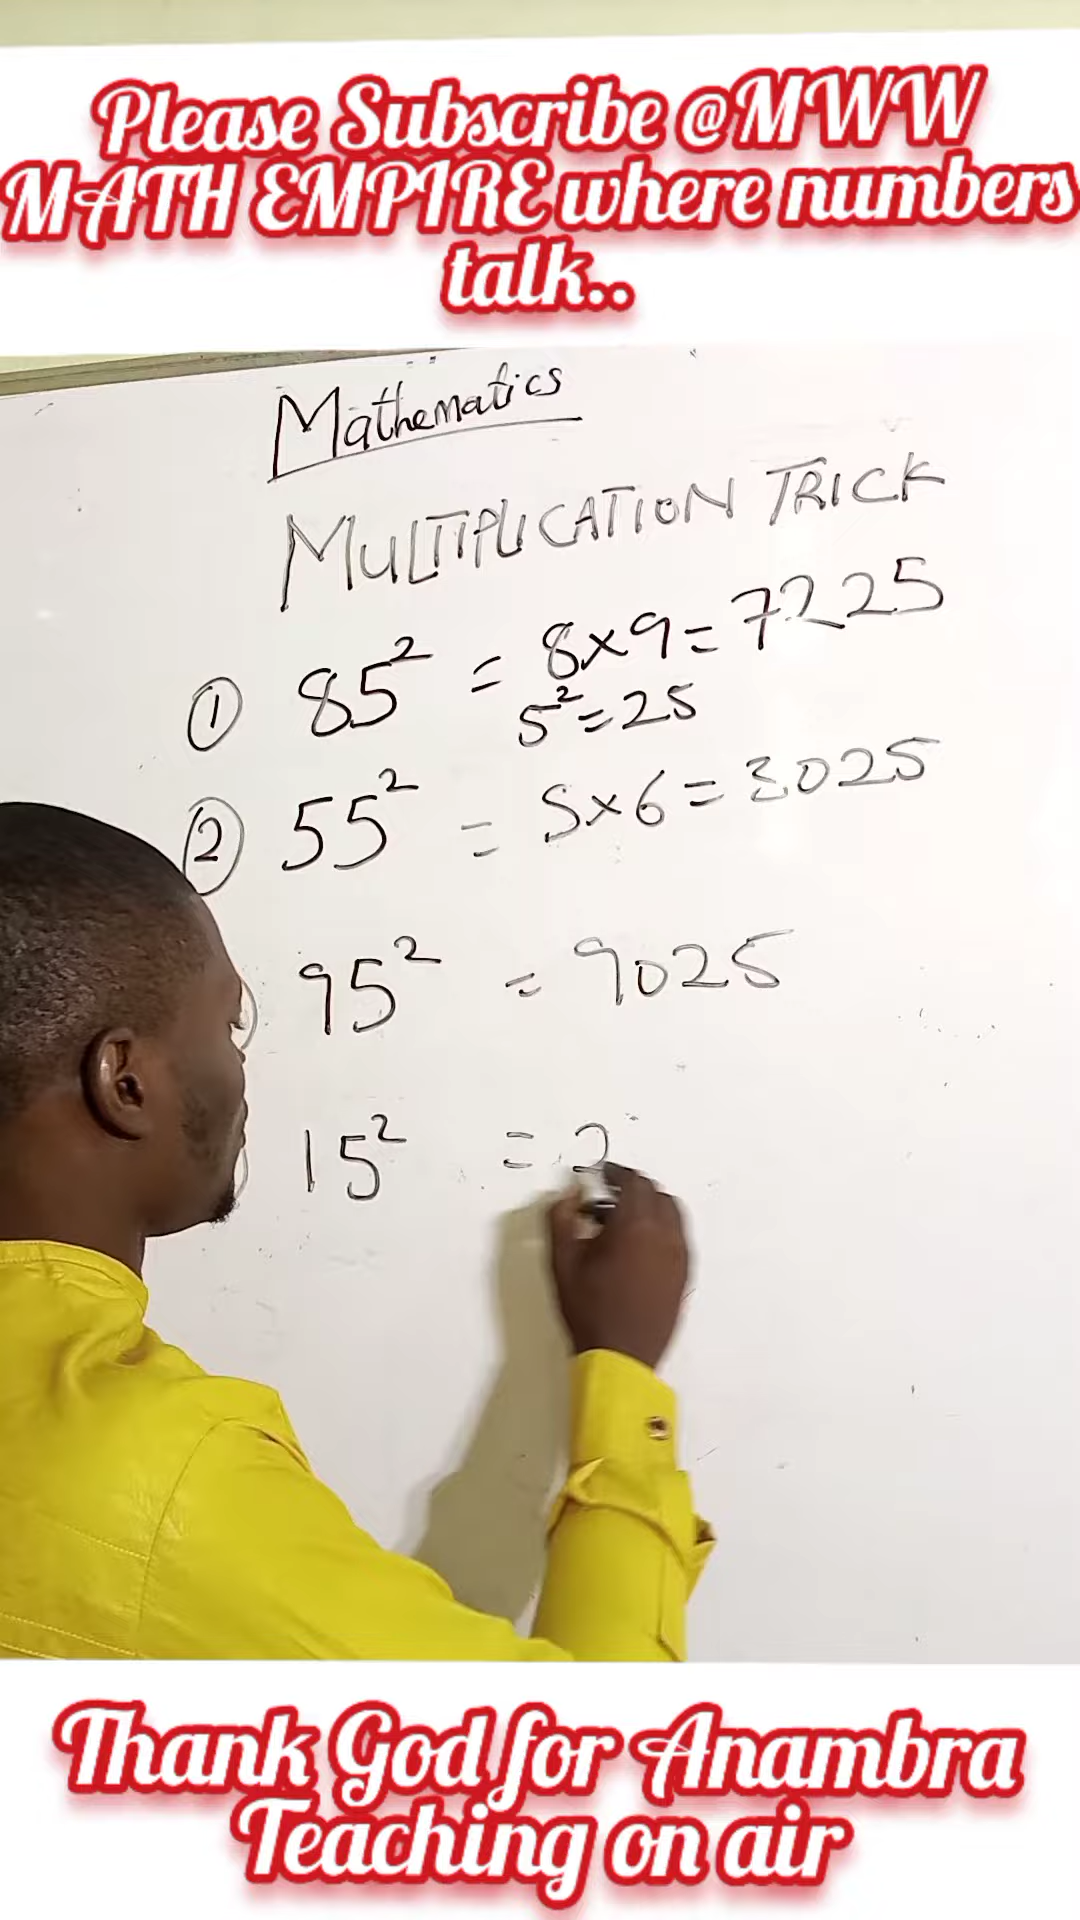 Please Subscribe @MWW
MATH EMPIRE where numbers
talk..
Mathematics
MULTIPLICATION TRICK
① 85² = 8×9=7225
5²=25
② 55² = 5×6=3025
95² = 9025
15² = 2
Thank God for Anambra
Teaching on air